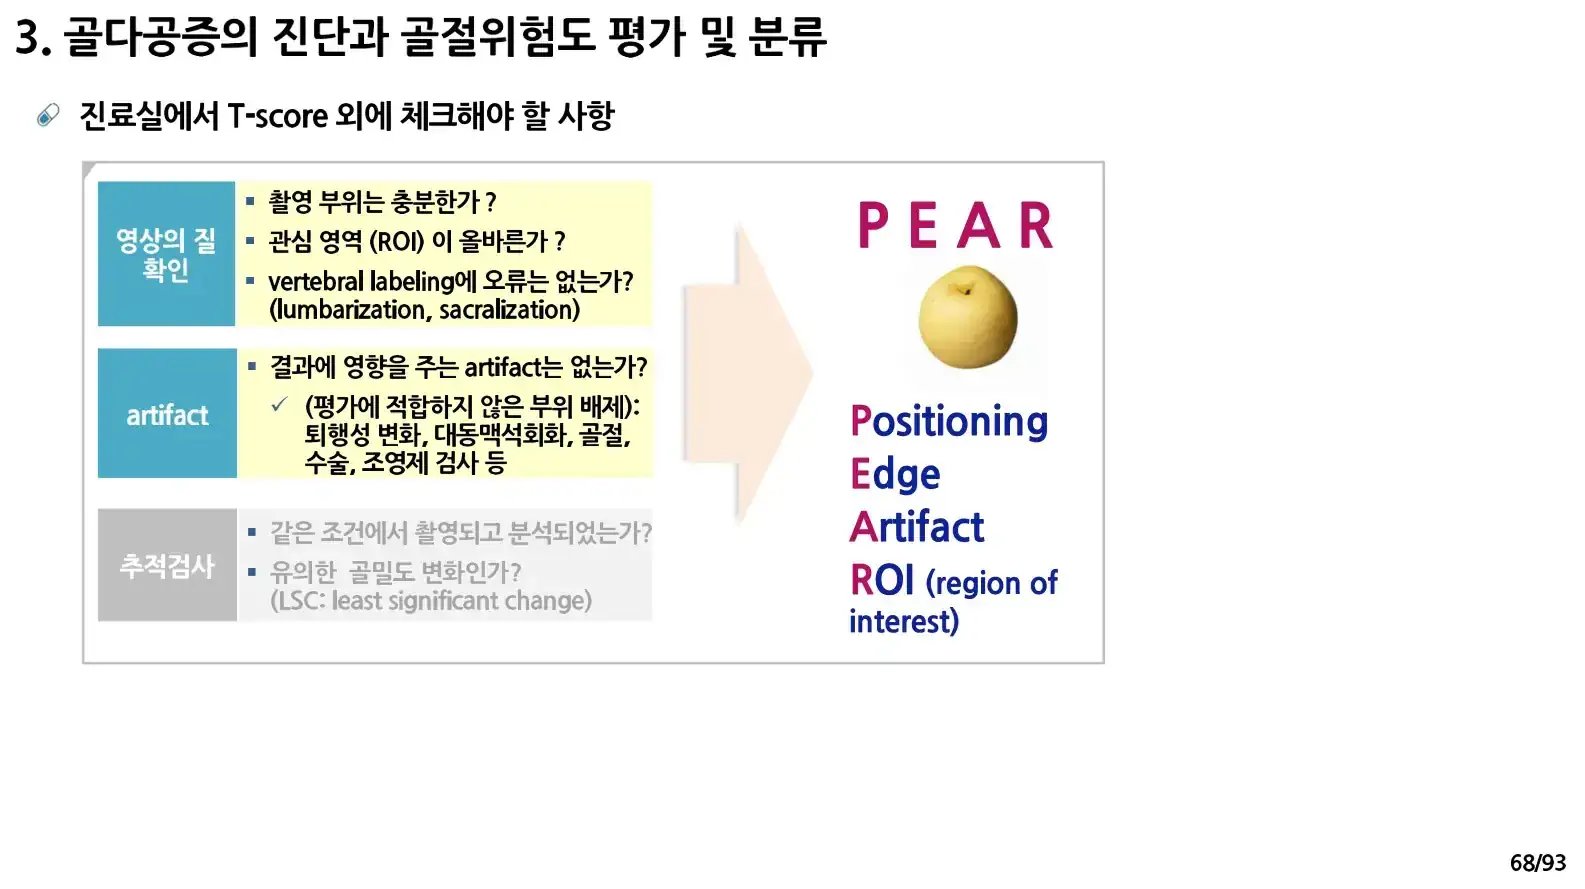 3. 골다공증의 진단과 골절위험도 평가 및 분류
진료실에서 T-score 외에 체크해야 할 사항
영상의 질
확인
▪ 촬영 부위는 충분한가 ?
▪ 관심 영역 (ROI) 이 올바른가 ?
▪ vertebral labeling에 오류는 없는가?
(lumbarization, sacralization)
artifact
▪ 결과에 영향을 주는 artifact는 없는가?
✓ (평가에 적합하지 않은 부위 배제):
퇴행성 변화, 대동맥석회화, 골절,
수술, 조영제 검사 등
추적검사
▪ 같은 조건에서 촬영되고 분석되었는가?
▪ 유의한 골밀도 변화인가?
(LSC: least significant change)
P E A R
Positioning
Edge
Artifact
ROI (region of
interest)
68/93